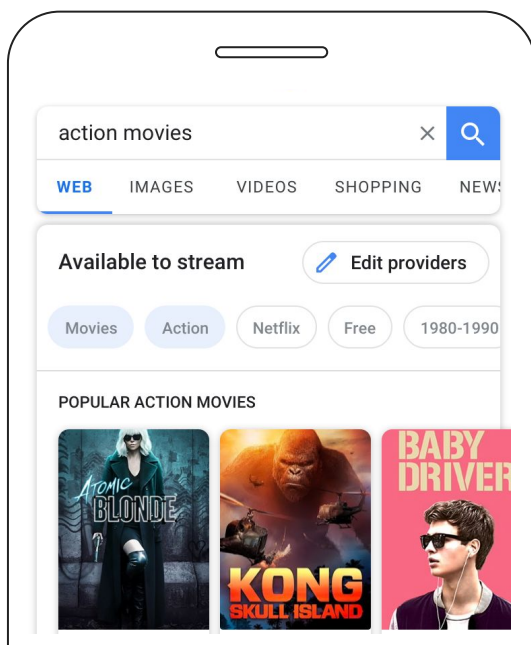 action movies
WEB IMAGES VIDEOS SHOPPING NEWS
Available to stream Edit providers
Movies Action Netflix Free 1980-1990
POPULAR ACTION MOVIES
ATOMIC
BLONDE
KONG
SKULL ISLAND
BABY
DRIVER